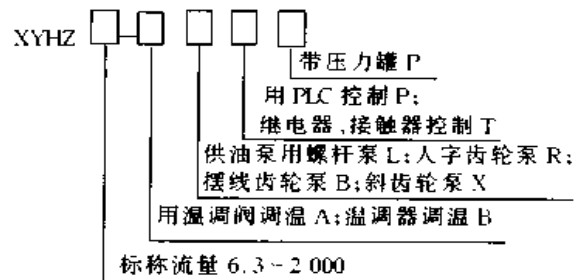 XYHZ □—□ □ □ □
带压力罐 P
用 PLC 控制 P;
继电器,接触器控制 T
供油泵用螺杆泵 L;人字齿轮泵 R;
摆线齿轮泵 B;斜齿轮泵 X
用温调阀调温 A;温调器调温 B
标称流量 6.3~2 000